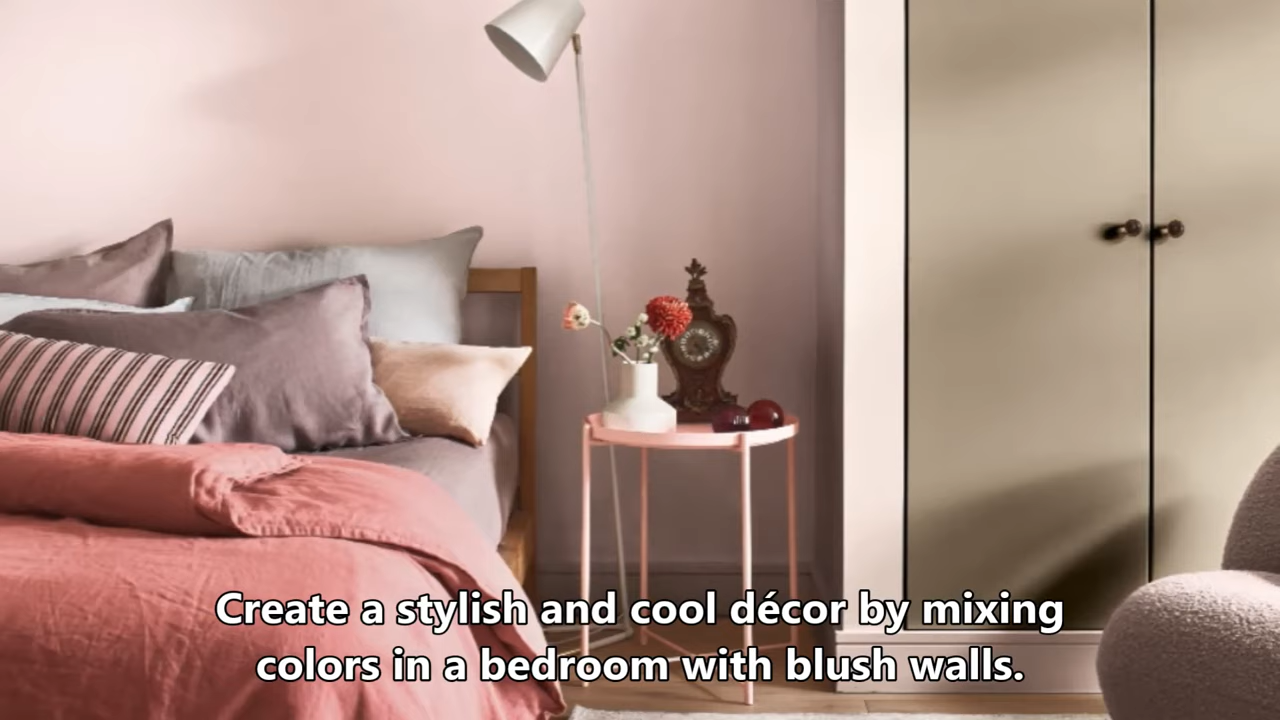 Create a stylish and cool décor by mixing
colors in a bedroom with blush walls.